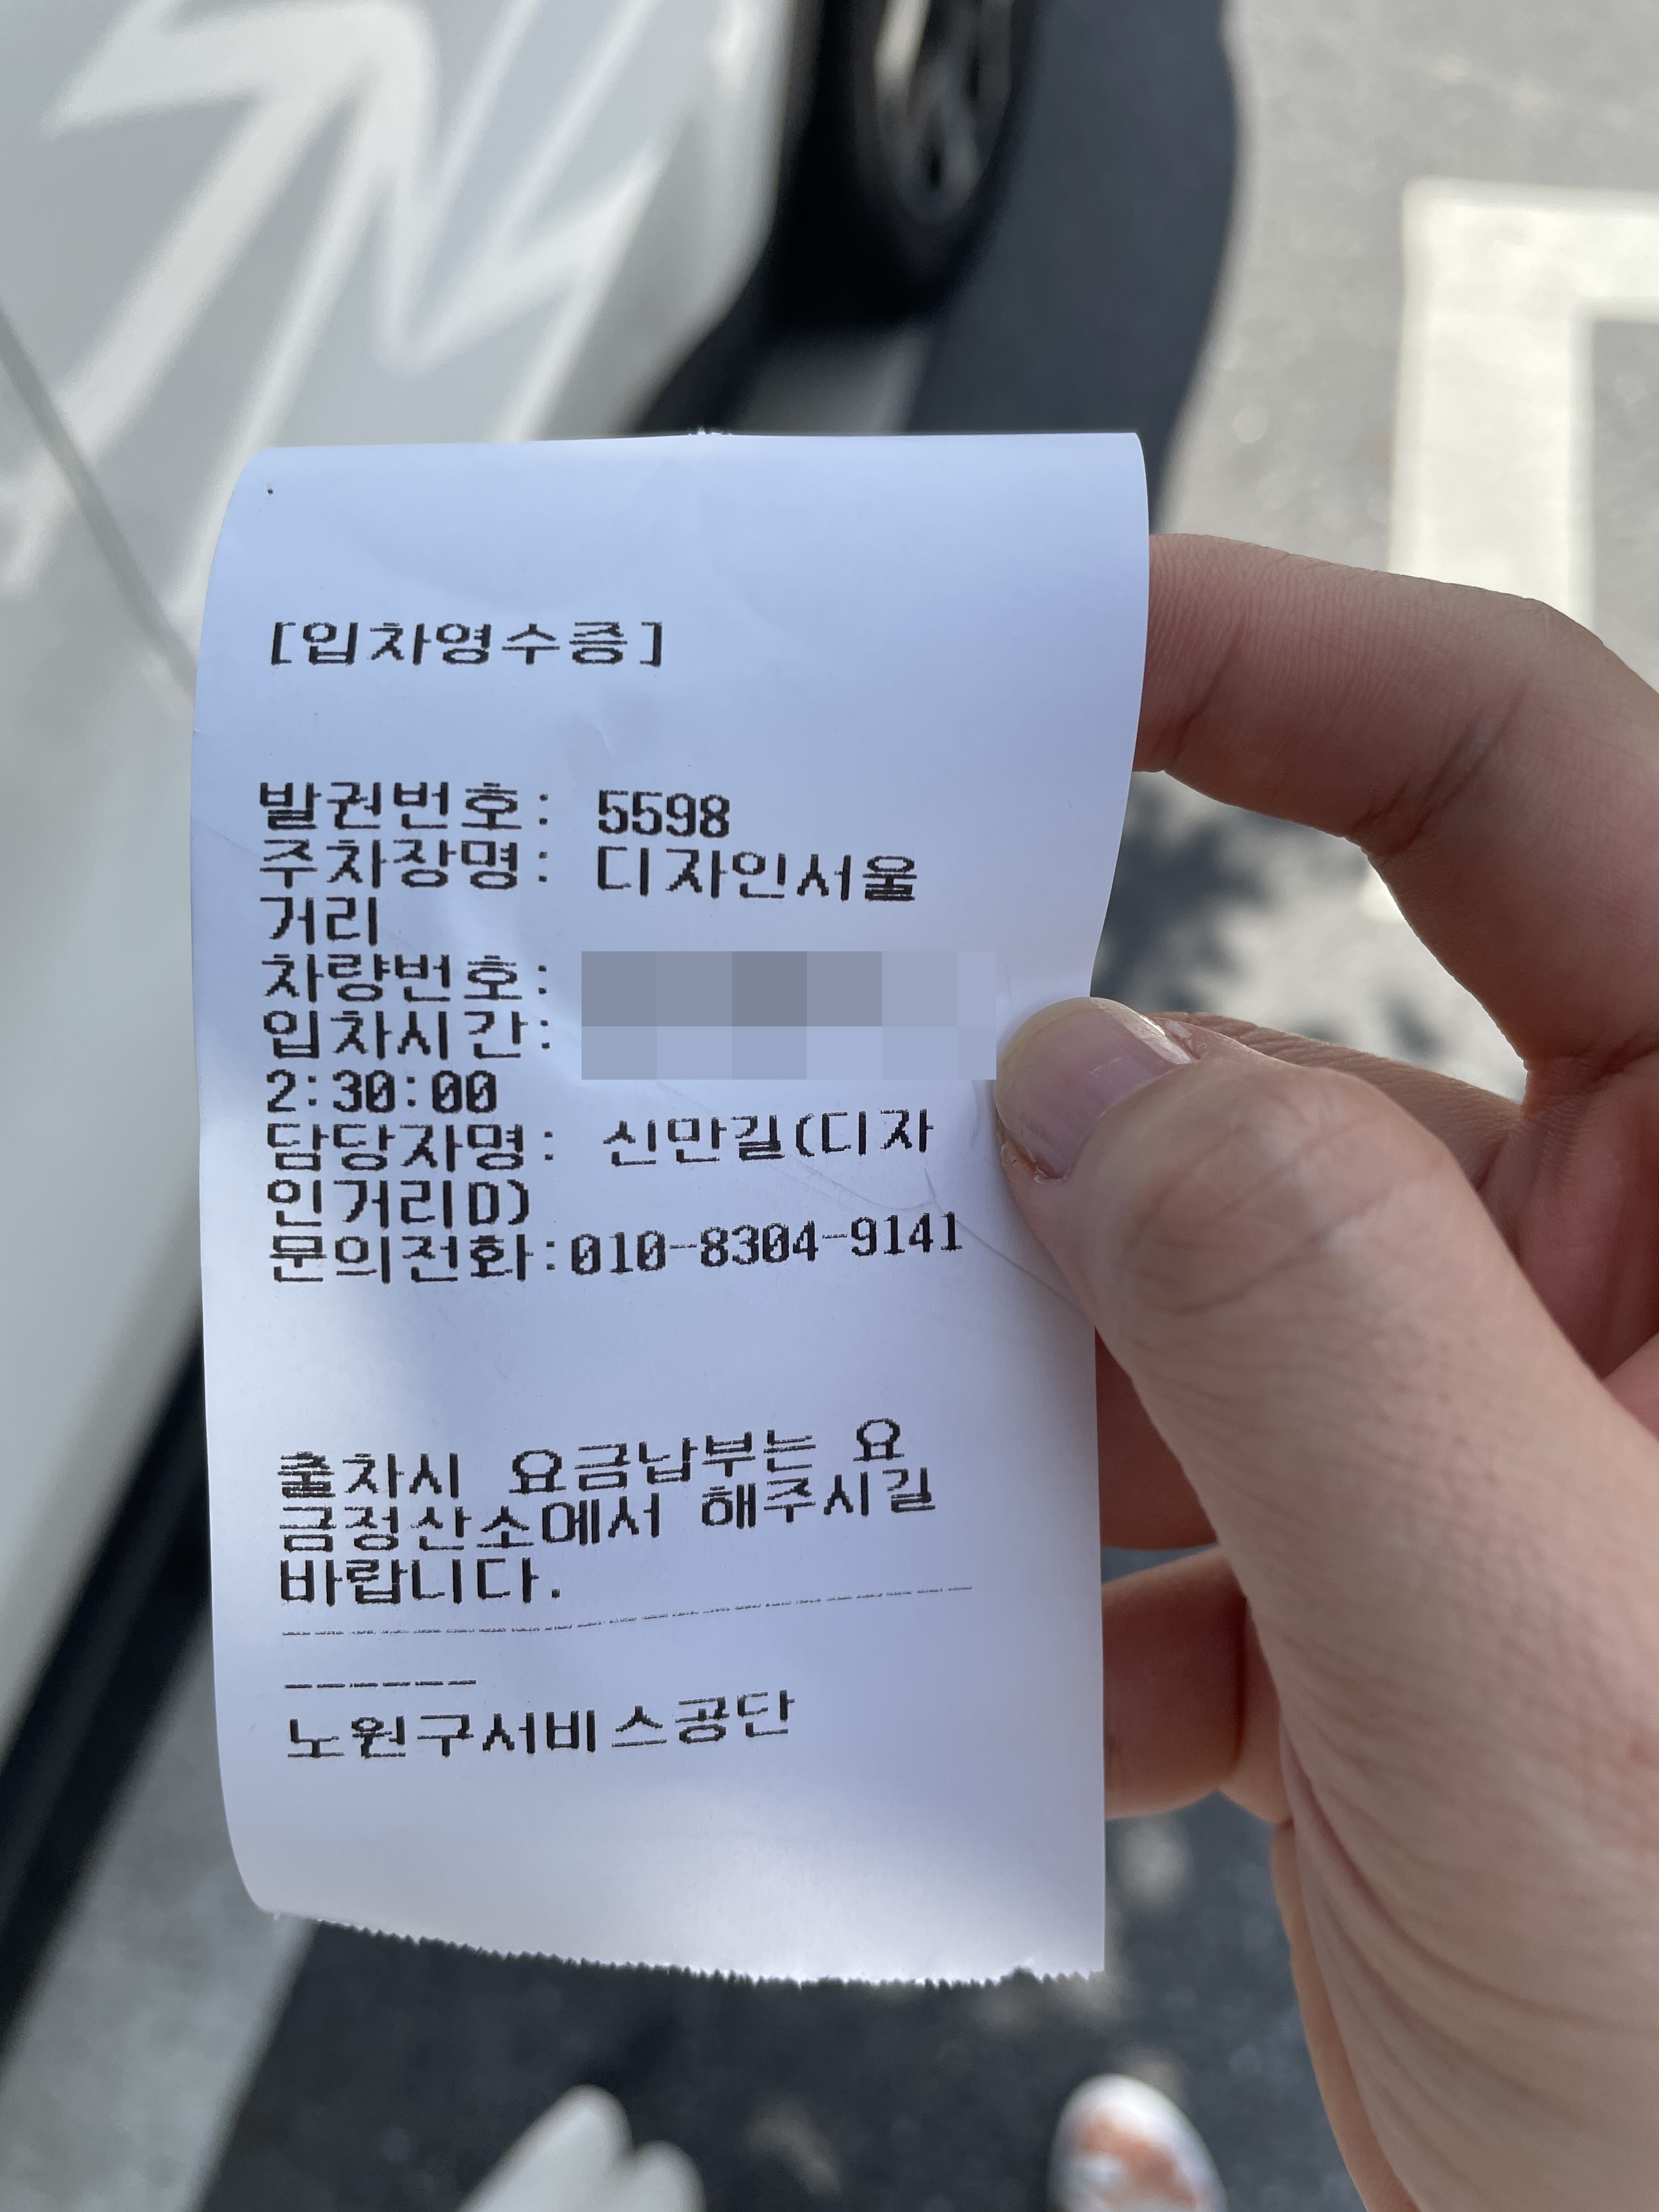 [입차영수증]
발권번호: 5598
주차장명: 디자인서울
거리
차량번호:
입차시간:
2:30:00
담당자명: 신만길(디자
인거리D)
문의전화:010-8304-9141
출차시 요금납부는 요
금정산소에서 해주시길
바랍니다.
------
노원구서비스공단